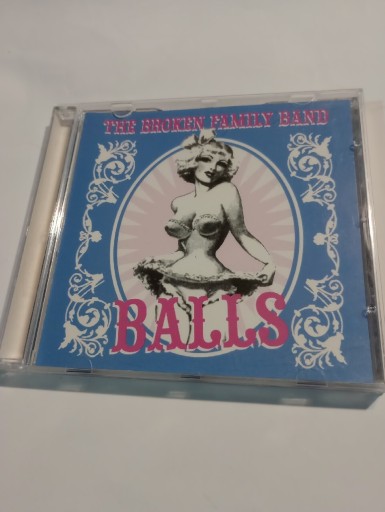 THE BROKEN FAMILY BAND
BALLS